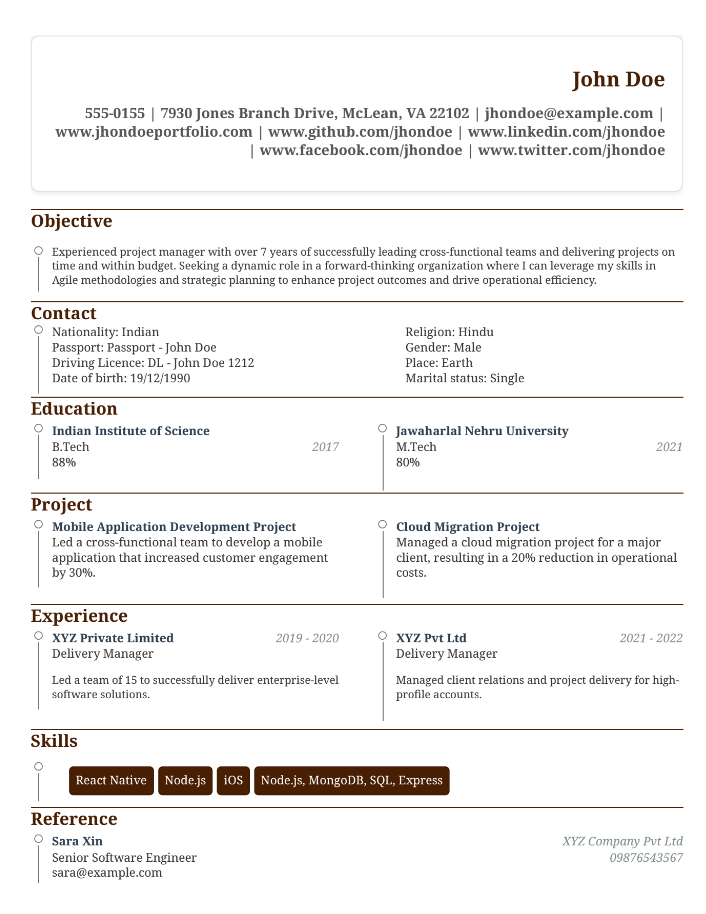 John Doe
555-0155 | 7930 Jones Branch Drive, McLean, VA 22102 | jhondoe@example.com |
www.jhondoeportfolio.com | www.github.com/jhondoe | www.linkedin.com/jhondoe
| www.facebook.com/jhondoe | www.twitter.com/jhondoe
Objective
Experienced project manager with over 7 years of successfully leading cross-functional teams and delivering projects on
time and within budget. Seeking a dynamic role in a forward-thinking organization where I can leverage my skills in
Agile methodologies and strategic planning to enhance project outcomes and drive operational efficiency.
Contact
Nationality: Indian
Passport: Passport - John Doe
Driving Licence: DL - John Doe 1212
Date of birth: 19/12/1990
Religion: Hindu
Gender: Male
Place: Earth
Marital status: Single
Education
Indian Institute of Science
B.Tech 2017
88%
Jawaharlal Nehru University
M.Tech 2021
80%
Project
Mobile Application Development Project
Led a cross-functional team to develop a mobile
application that increased customer engagement
by 30%.
Cloud Migration Project
Managed a cloud migration project for a major
client, resulting in a 20% reduction in operational
costs.
Experience
XYZ Private Limited 2019 - 2020
Delivery Manager
Led a team of 15 to successfully deliver enterprise-level
software solutions.
XYZ Pvt Ltd 2021 - 2022
Delivery Manager
Managed client relations and project delivery for high-
profile accounts.
Skills
React Native Node.js iOS Node.js, MongoDB, SQL, Express
Reference
Sara Xin XYZ Company Pvt Ltd
Senior Software Engineer 09876543567
sara@example.com